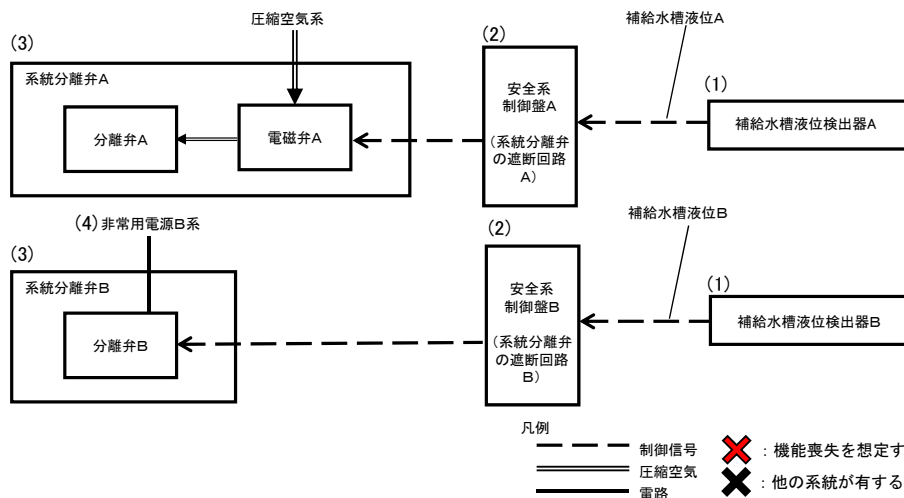 圧縮空気系
(3)
系統分離弁A
分離弁A
電磁弁A
(2)
安全系
制御盤A
(系統分離弁
の遮断回路
A)
補給水槽液位A
(1)
補給水槽液位検出器A
(4)非常用電源B系
(3)
系統分離弁B
分離弁B
(2)
安全系
制御盤B
(系統分離弁
の遮断回路
B)
補給水槽液位B
(1)
補給水槽液位検出器B
凡例
制御信号
圧縮空気
電路
:機能喪失を想定す
:他の系統が有する